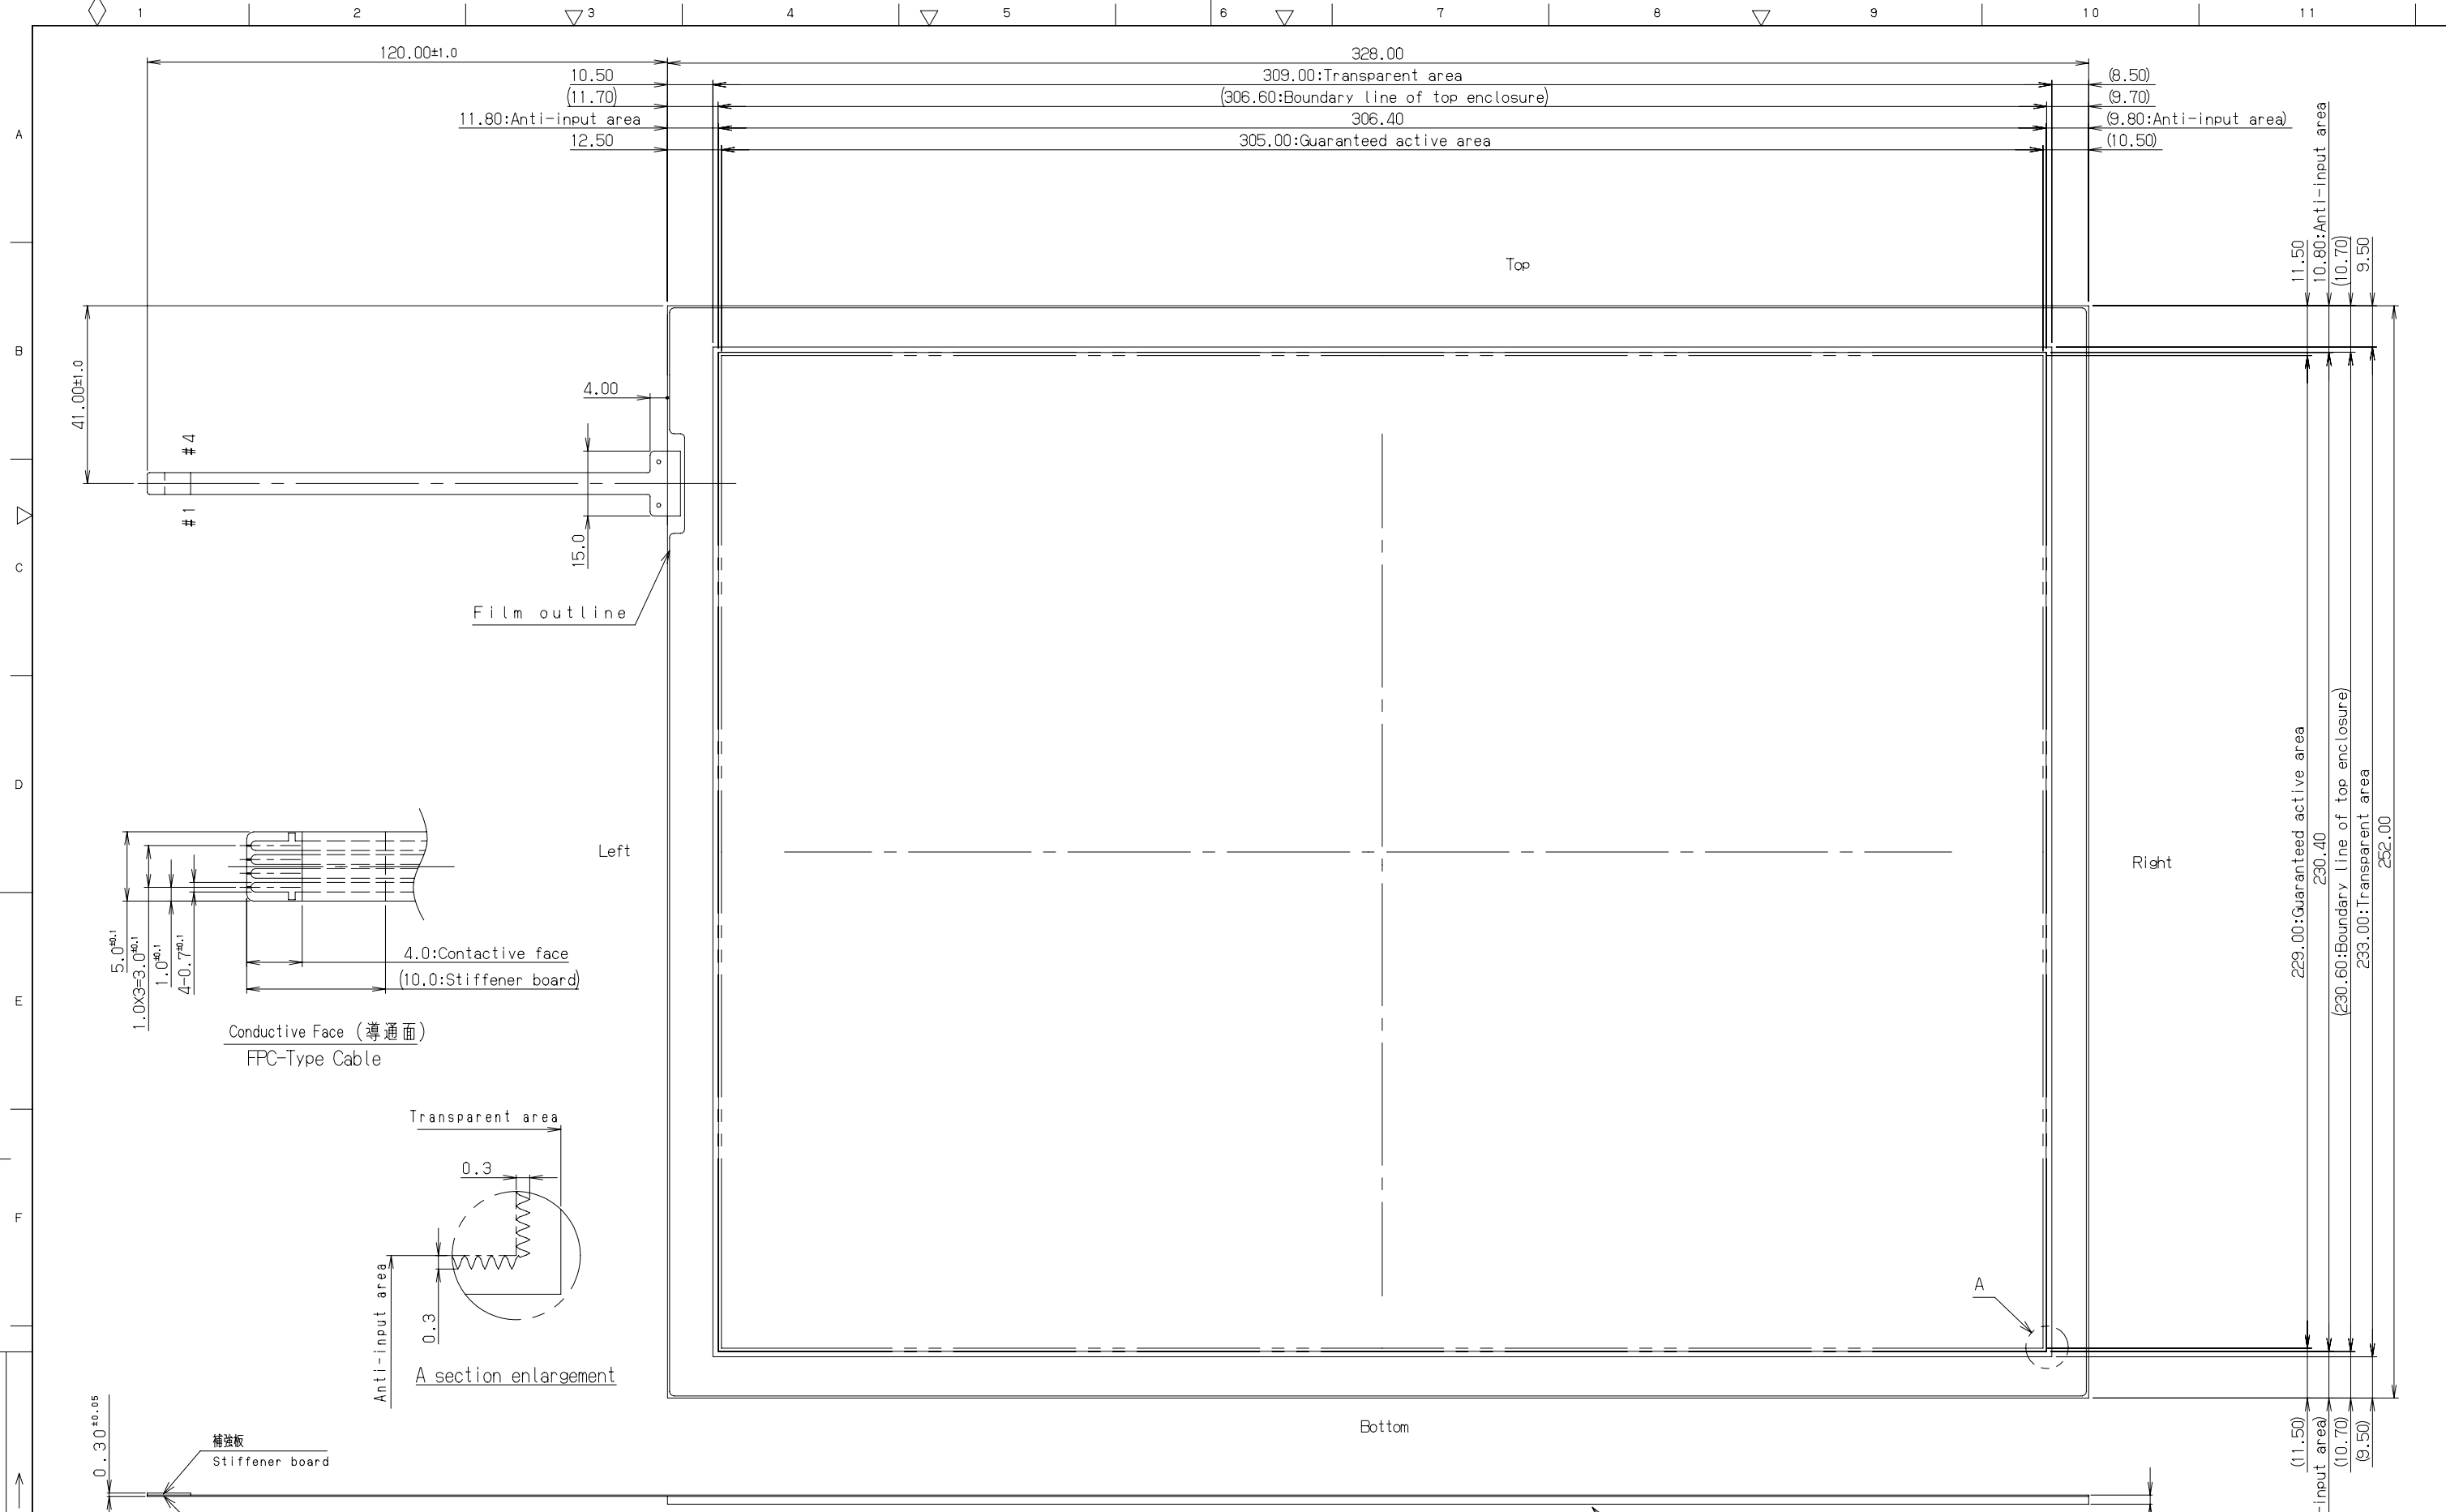 1 2 3 4 5 6 7 8 9 10 11
120.00±1.0
328.00
10.50
309.00:Transparent area
(8.50)
(11.70)
(306.60:Boundary line of top enclosure)
(9.70)
11.80:Anti-input area
306.40
(9.80:Anti-input area)
12.50
305.00:Guaranteed active area
(10.50)
A
B
C
D
E
F
11.50
10.80:Anti-input area
(10.70)
9.50
Top
41.00±1.0
4.00
#4
#1
15.0
Film outline
Left
Right
229.00:Guaranteed active area
230.40
(230.60:Boundary line of top enclosure)
233.00:Transparent area
252.00
5.0±0.1
1.0X3=3.0±0.1
1.0±0.1
4-0.7±0.1
4.0:Contactive face
(10.0:Stiffener board)
Conductive Face (導通面)
FPC-Type Cable
Transparent area
0.3
Anti-input area
0.3
A section enlargement
A
Bottom
(11.50)
-input area)
(10.70)
(9.50)
0.30±0.05
補強板
Stiffener board